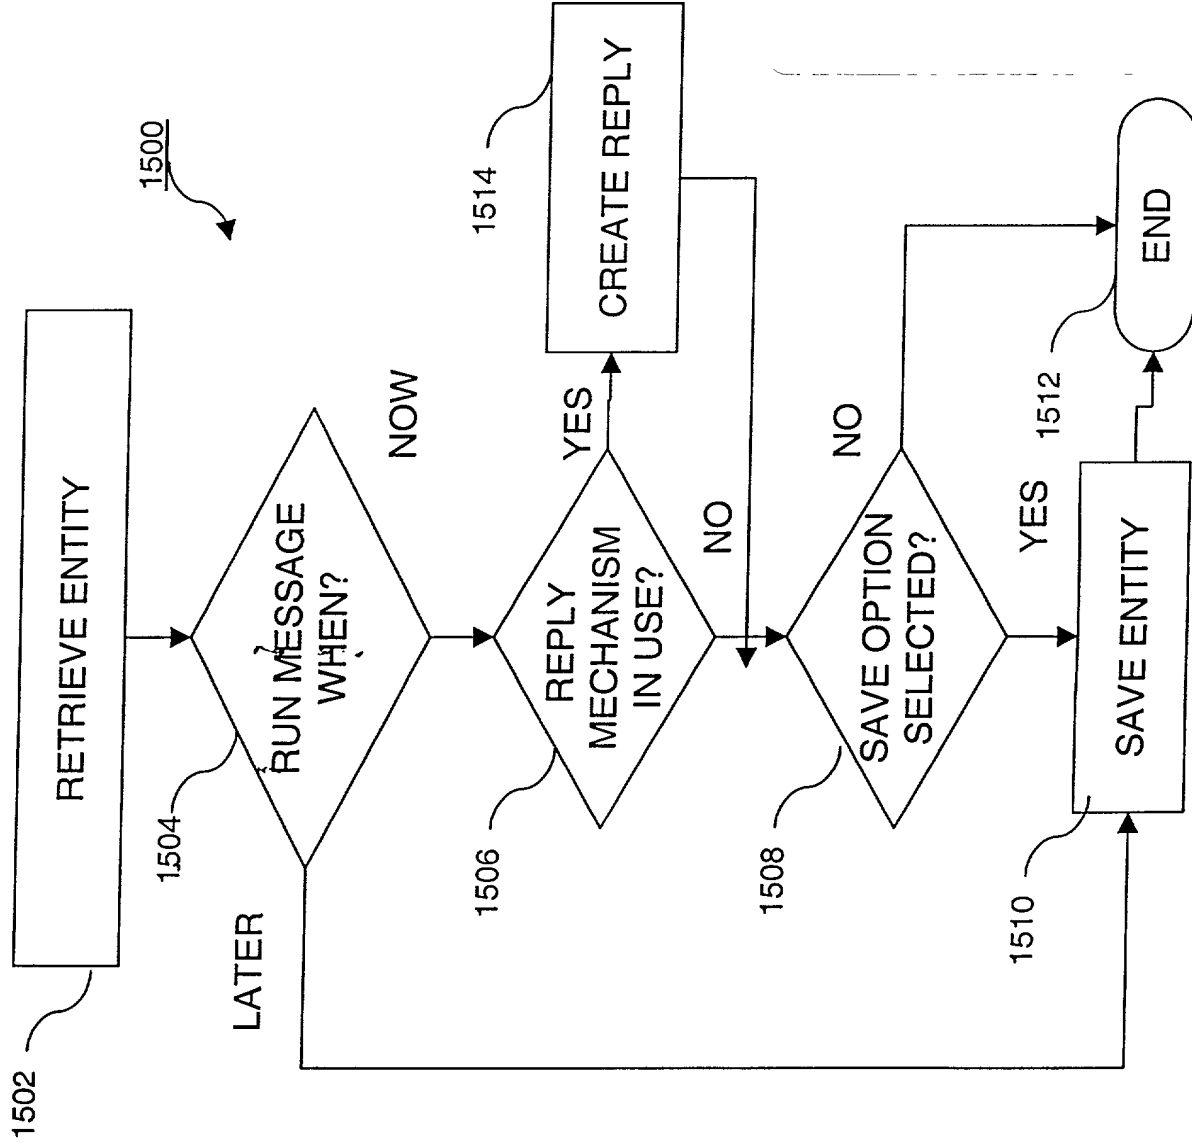 1500
1502
RETRIEVE ENTITY
1504
RUN MESSAGE
WHEN?
LATER
NOW
1506
REPLY
MECHANISM
IN USE?
YES
1514
CREATE REPLY
NO
1508
SAVE OPTION
SELECTED?
NO
YES
1510
SAVE ENTITY
1512
END